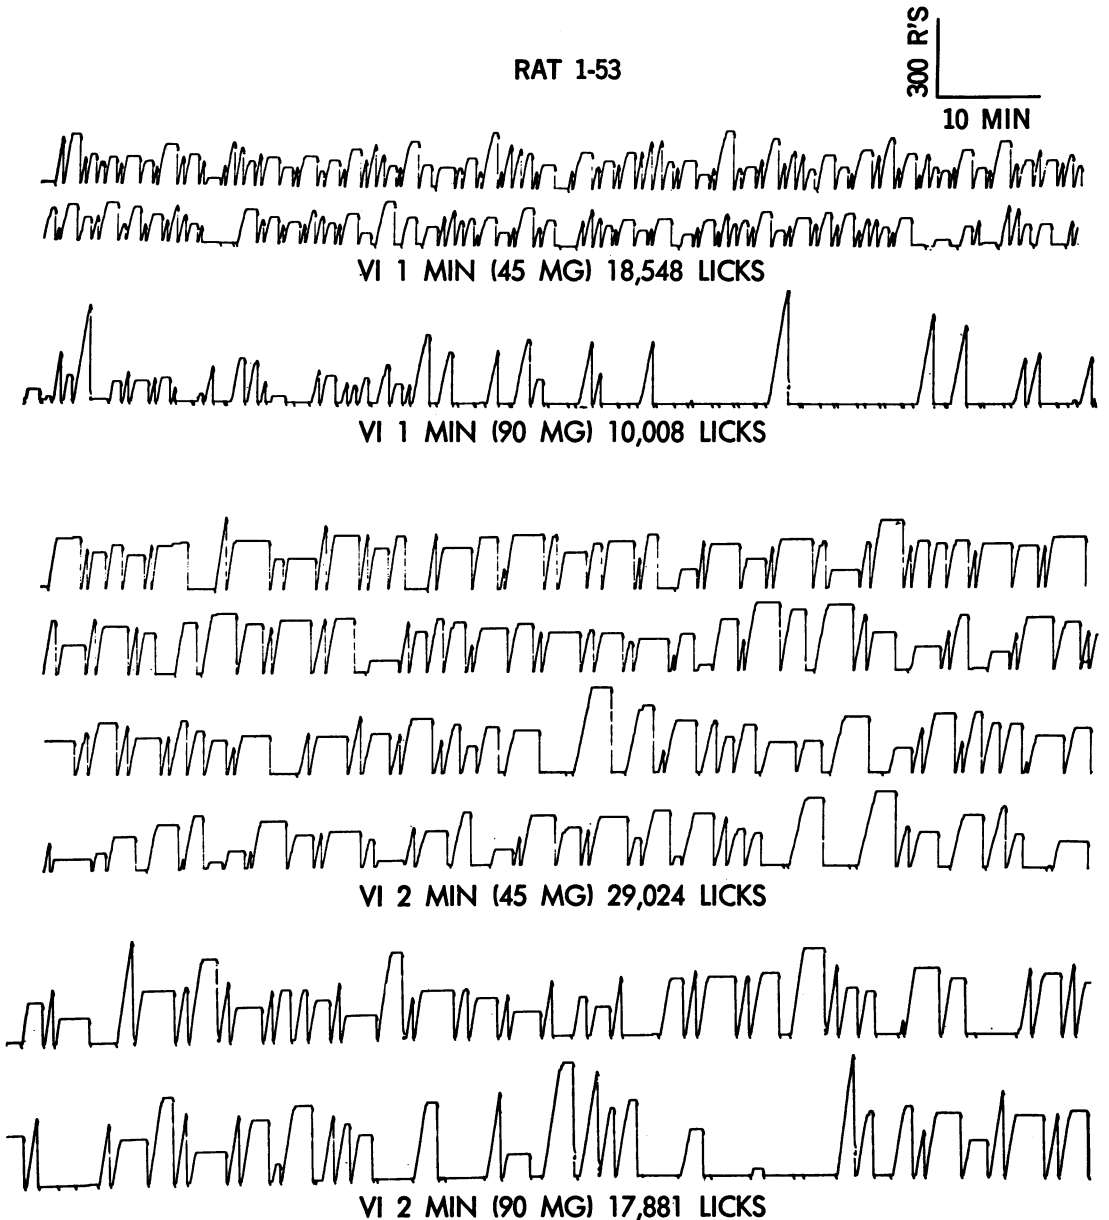 300 R'S
RAT 1-53
10 MIN
VI 1 MIN (45 MG) 18,548 LICKS
VI 1 MIN (90 MG) 10,008 LICKS
VI 2 MIN (45 MG) 29,024 LICKS
VI 2 MIN (90 MG) 17,881 LICKS